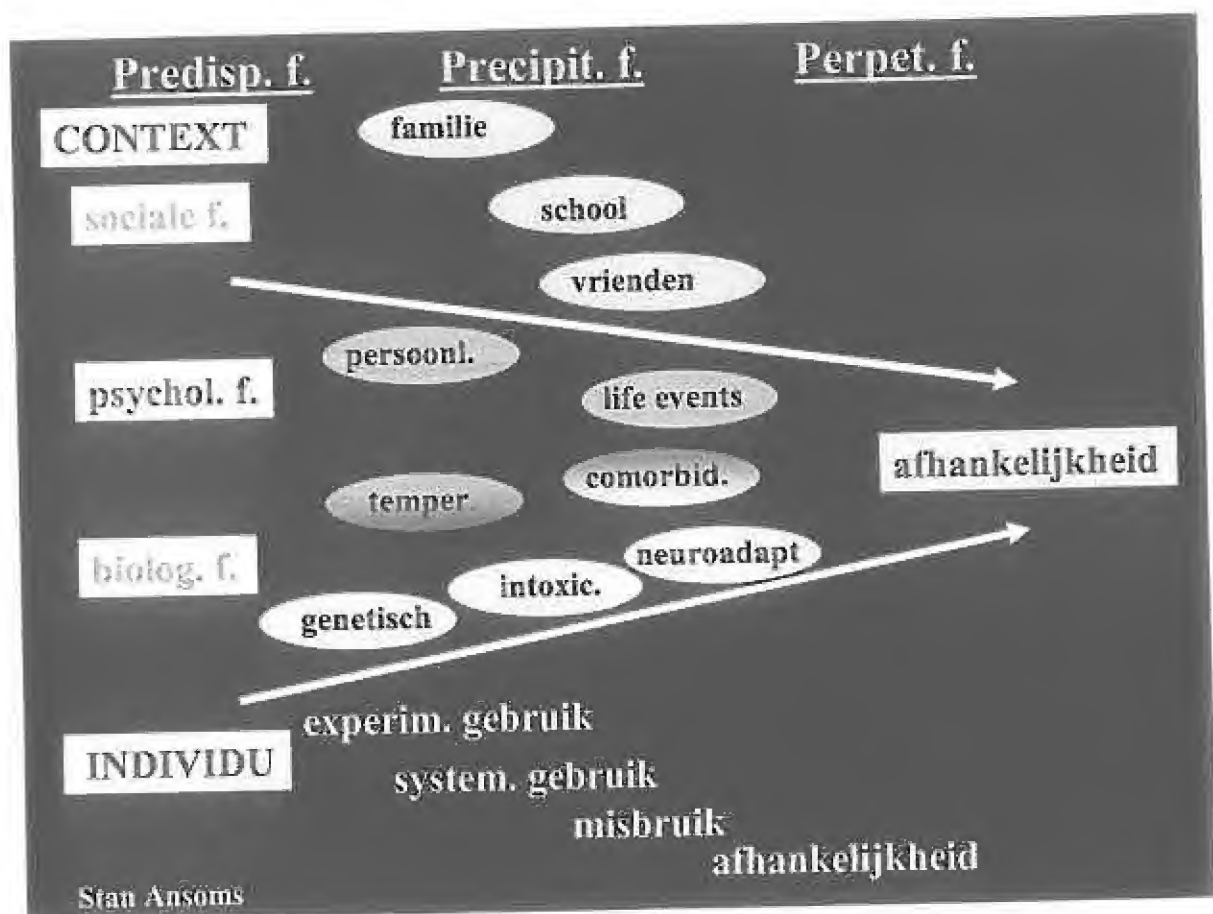 Predisp. f. Precipit. f. Perpet. f.
CONTEXT
familie
sociale f.
school
vrienden
persoonl.
psychol. f.
life events
afhankelijkheid
comorbid.
temper.
neuroadapt
biolog. f.
intoxic.
genetisch
experim. gebruik
INDIVIDU
system. gebruik
misbruik
afhankelijkheid
Stan Ansoms